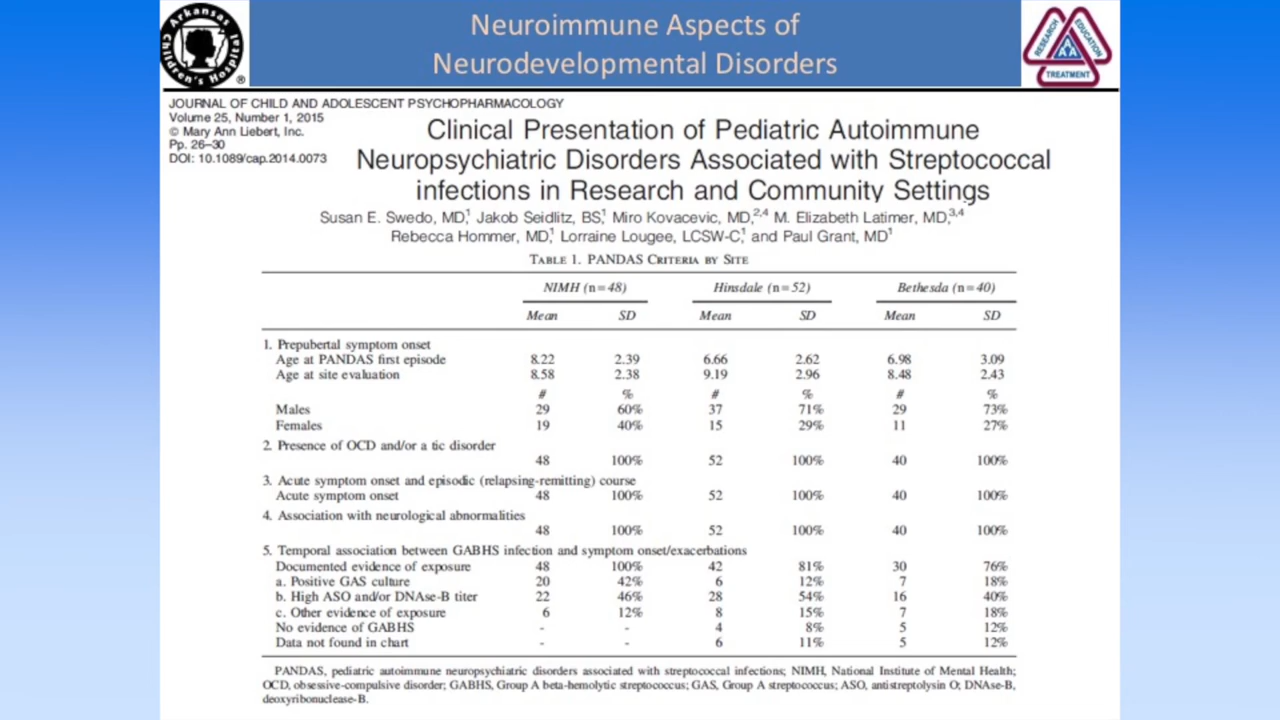 Arkansas
Children's Hospital
®
Neuroimmune Aspects of
Neurodevelopmental Disorders
RESEARCH
EDUCATION
TREATMENT
JOURNAL OF CHILD AND ADOLESCENT PSYCHOPHARMACOLOGY
Volume 25, Number 1, 2015
© Mary Ann Liebert, Inc.
Pp. 26–30
DOI: 10.1089/cap.2014.0073
Clinical Presentation of Pediatric Autoimmune
Neuropsychiatric Disorders Associated with Streptococcal
infections in Research and Community Settings
Susan E. Swedo, MD,1 Jakob Seidlitz, BS,1 Miro Kovacevic, MD,2,4 M. Elizabeth Latimer, MD,3,4
Rebecca Hommer, MD,1 Lorraine Lougee, LCSW-C,1 and Paul Grant, MD1
TABLE 1. PANDAS CRITERIA BY SITE
NIMH (n=48) Hinsdale (n=52) Bethesda (n=40)
Mean SD Mean SD Mean SD
1. Prepubertal symptom onset
Age at PANDAS first episode 8.22 2.39 6.66 2.62 6.98 3.09
Age at site evaluation 8.58 2.38 9.19 2.96 8.48 2.43
# % # % # %
Males 29 60% 37 71% 29 73%
Females 19 40% 15 29% 11 27%
2. Presence of OCD and/or a tic disorder
48 100% 52 100% 40 100%
3. Acute symptom onset and episodic (relapsing-remitting) course
Acute symptom onset 48 100% 52 100% 40 100%
4. Association with neurological abnormalities
48 100% 52 100% 40 100%
5. Temporal association between GABHS infection and symptom onset/exacerbations
Documented evidence of exposure 48 100% 42 81% 30 76%
a. Positive GAS culture 20 42% 6 12% 7 18%
b. High ASO and/or DNAse-B titer 22 46% 28 54% 16 40%
c. Other evidence of exposure 6 12% 8 15% 7 18%
No evidence of GABHS - - 4 8% 5 12%
Data not found in chart - - 6 11% 5 12%
PANDAS, pediatric autoimmune neuropsychiatric disorders associated with streptococcal infections; NIMH, National Institute of Mental Health;
OCD, obsessive-compulsive disorder; GABHS, Group A beta-hemolytic streptococcus; GAS, Group A streptococcus; ASO, antistreptolysin O; DNAse-B,
deoxyribonuclease-B.